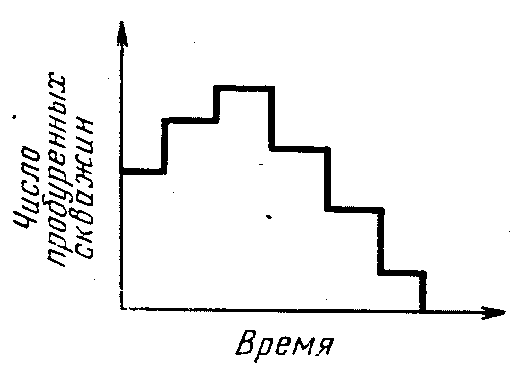 Число
пробуренных
скважин
Время